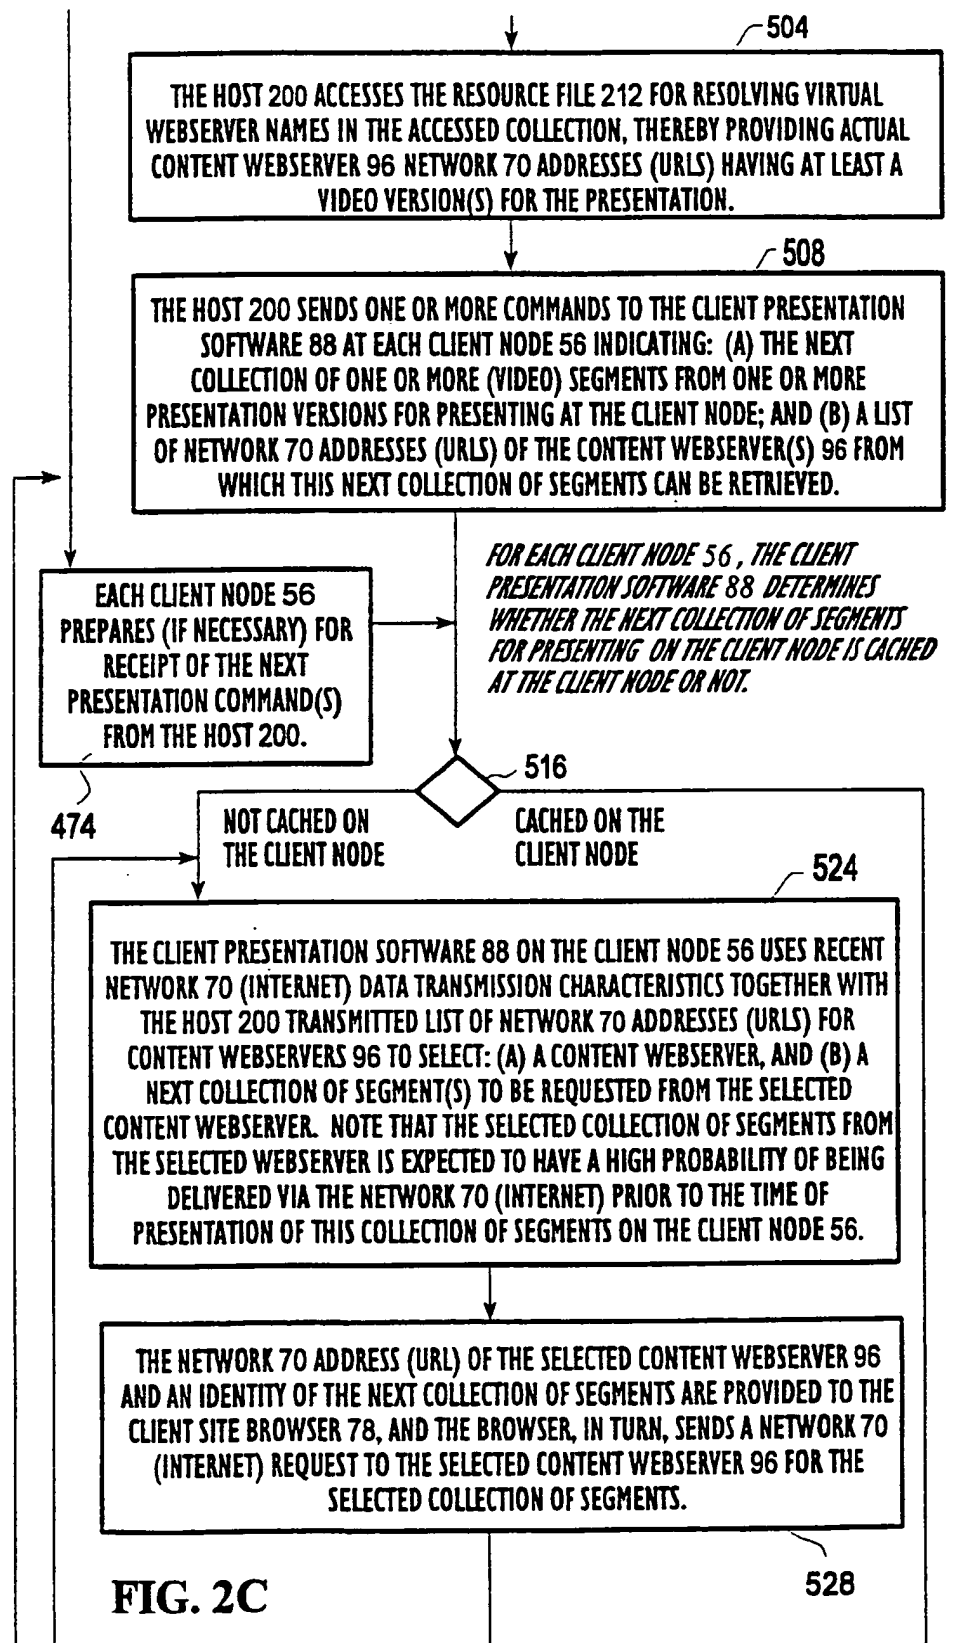 504
THE HOST 200 ACCESSES THE RESOURCE FILE 212 FOR RESOLVING VIRTUAL
WEBSERVER NAMES IN THE ACCESSED COLLECTION, THEREBY PROVIDING ACTUAL
CONTENT WEBSERVER 96 NETWORK 70 ADDRESSES (URLS) HAVING AT LEAST A
VIDEO VERSION(S) FOR THE PRESENTATION.
508
THE HOST 200 SENDS ONE OR MORE COMMANDS TO THE CLIENT PRESENTATION
SOFTWARE 88 AT EACH CLIENT NODE 56 INDICATING: (A) THE NEXT
COLLECTION OF ONE OR MORE (VIDEO) SEGMENTS FROM ONE OR MORE
PRESENTATION VERSIONS FOR PRESENTING AT THE CLIENT NODE; AND (B) A LIST
OF NETWORK 70 ADDRESSES (URLS) OF THE CONTENT WEBSERVER(S) 96 FROM
WHICH THIS NEXT COLLECTION OF SEGMENTS CAN BE RETRIEVED.
FOR EACH CLIENT NODE 56, THE CLIENT
PRESENTATION SOFTWARE 88 DETERMINES
WHETHER THE NEXT COLLECTION OF SEGMENTS
FOR PRESENTING ON THE CLIENT NODE IS CACHED
AT THE CLIENT NODE OR NOT.
EACH CLIENT NODE 56
PREPARES (IF NECESSARY) FOR
RECEIPT OF THE NEXT
PRESENTATION COMMAND(S)
FROM THE HOST 200.
474
516
NOT CACHED ON
THE CLIENT NODE
CACHED ON THE
CLIENT NODE
524
THE CLIENT PRESENTATION SOFTWARE 88 ON THE CLIENT NODE 56 USES RECENT
NETWORK 70 (INTERNET) DATA TRANSMISSION CHARACTERISTICS TOGETHER WITH
THE HOST 200 TRANSMITTED LIST OF NETWORK 70 ADDRESSES (URLS) FOR
CONTENT WEBSERVERS 96 TO SELECT: (A) A CONTENT WEBSERVER, AND (B) A
NEXT COLLECTION OF SEGMENT(S) TO BE REQUESTED FROM THE SELECTED
CONTENT WEBSERVER. NOTE THAT THE SELECTED COLLECTION OF SEGMENTS FROM
THE SELECTED WEBSERVER IS EXPECTED TO HAVE A HIGH PROBABILITY OF BEING
DELIVERED VIA THE NETWORK 70 (INTERNET) PRIOR TO THE TIME OF
PRESENTATION OF THIS COLLECTION OF SEGMENTS ON THE CLIENT NODE 56.
THE NETWORK 70 ADDRESS (URL) OF THE SELECTED CONTENT WEBSERVER 96
AND AN IDENTITY OF THE NEXT COLLECTION OF SEGMENTS ARE PROVIDED TO THE
CLIENT SITE BROWSER 78, AND THE BROWSER, IN TURN, SENDS A NETWORK 70
(INTERNET) REQUEST TO THE SELECTED CONTENT WEBSERVER 96 FOR THE
SELECTED COLLECTION OF SEGMENTS.
528
FIG. 2C